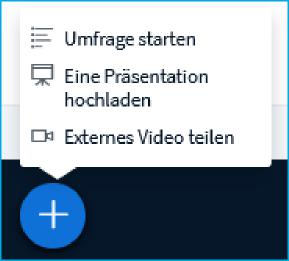 Umfrage starten
Eine Präsentation
hochladen
Externes Video teilen